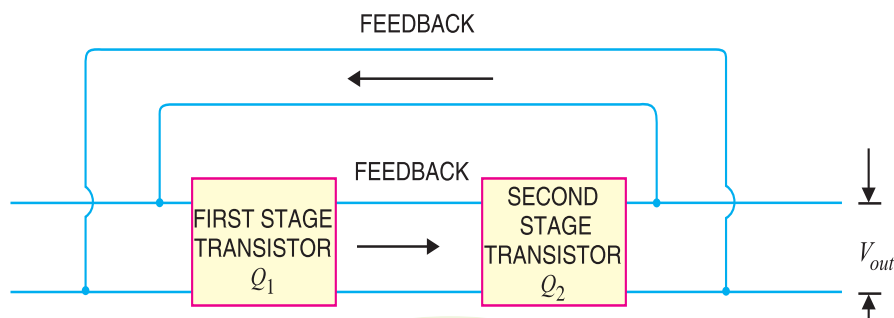 FEEDBACK
FEEDBACK
FIRST STAGE
TRANSISTOR
Q1
SECOND
STAGE
TRANSISTOR
Q2
Vout